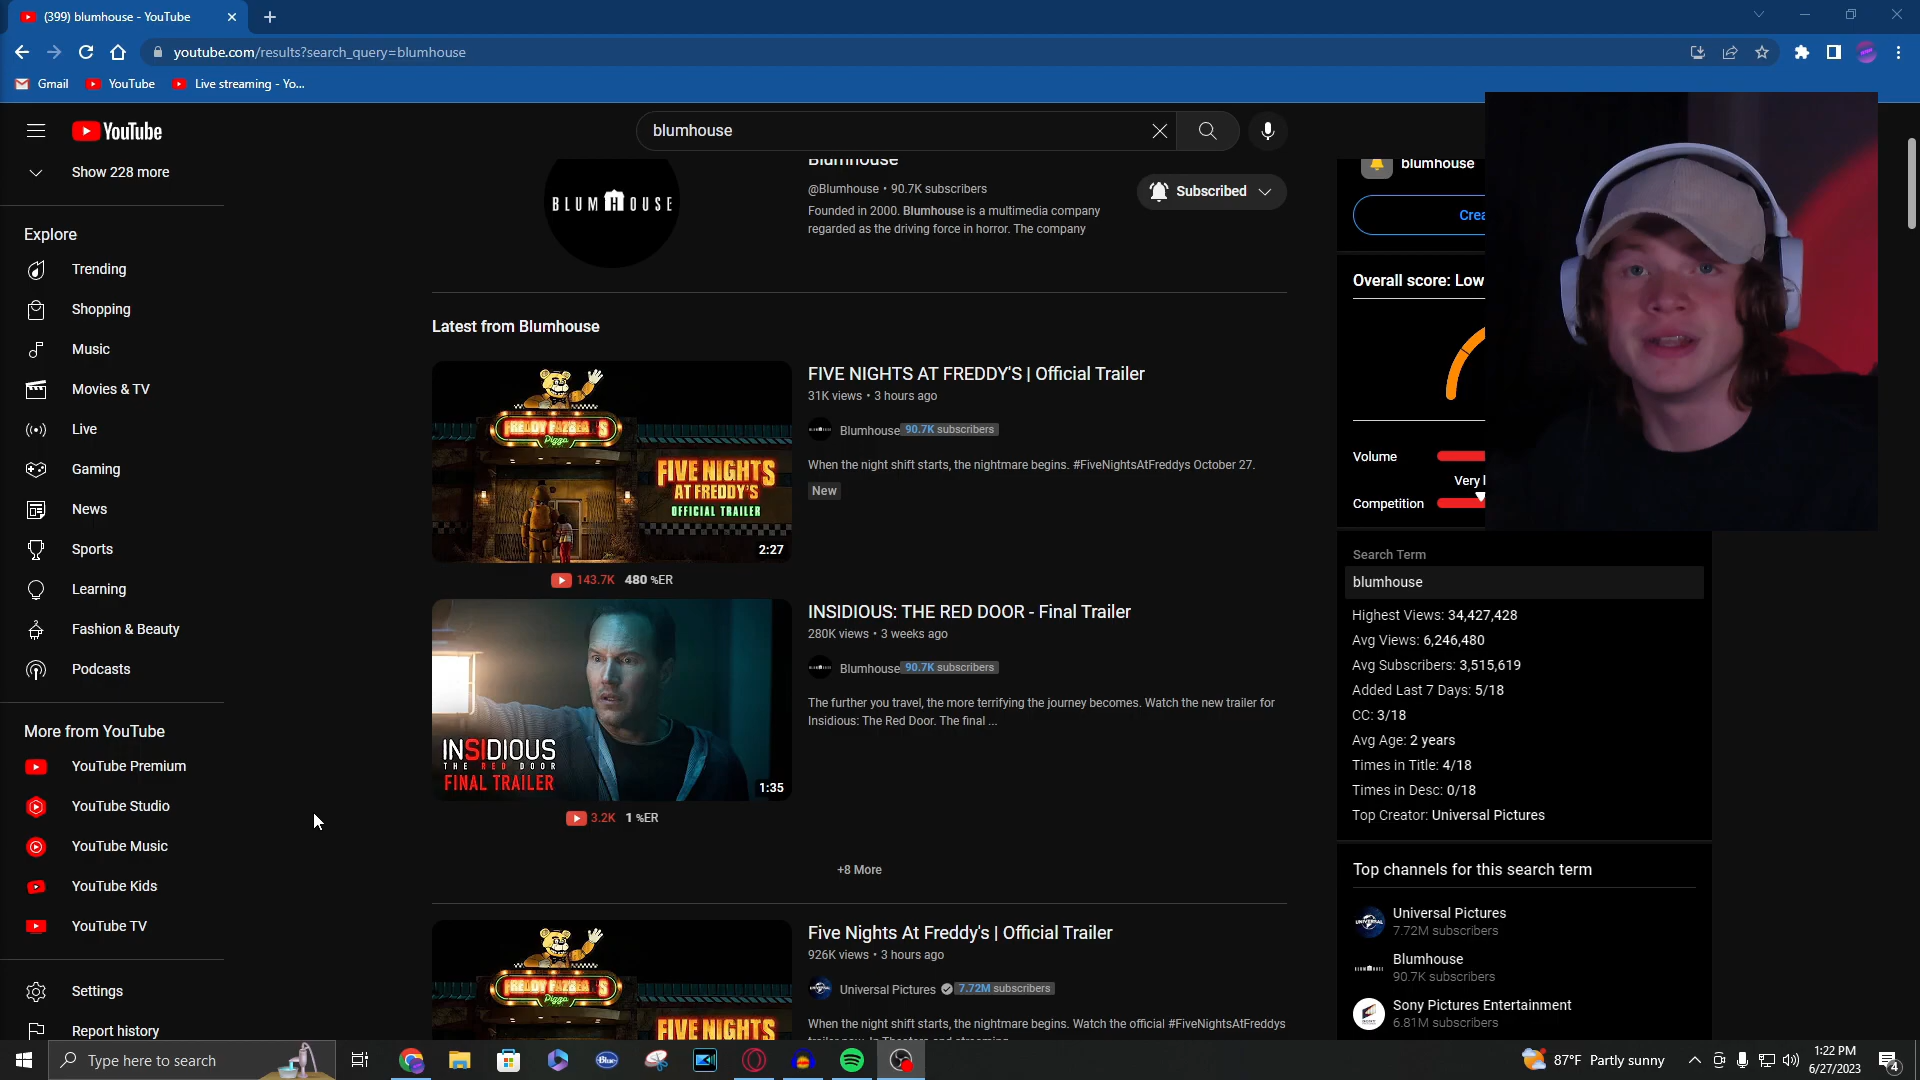 (399) blumhouse - YouTube
youtube.com/results?search_query=blumhouse
Gmail
YouTube
Live streaming - Yo...
YouTube
blumhouse
Show 228 more
Explore
Trending
Shopping
Music
Movies & TV
Live
Gaming
News
Sports
Learning
Fashion & Beauty
Podcasts
More from YouTube
YouTube Premium
YouTube Studio
YouTube Music
YouTube Kids
YouTube TV
Settings
Report history
BLUMHOUSE
Blumhouse
@Blumhouse • 90.7K subscribers
Founded in 2000. Blumhouse is a multimedia company
regarded as the driving force in horror. The company
Subscribed
Latest from Blumhouse
FREDDY FAZBEAR'S
Pizza
FIVE NIGHTS
AT FREDDY'S
OFFICIAL TRAILER
2:27
143.7K 480 %ER
FIVE NIGHTS AT FREDDY'S | Official Trailer
31K views • 3 hours ago
Blumhouse 90.7K subscribers
When the night shift starts, the nightmare begins. #FiveNightsAtFreddys October 27.
New
INSIDIOUS
THE RED DOOR
FINAL TRAILER
1:35
3.2K 1 %ER
INSIDIOUS: THE RED DOOR - Final Trailer
280K views • 3 weeks ago
Blumhouse 90.7K subscribers
The further you travel, the more terrifying the journey becomes. Watch the new trailer for
Insidious: The Red Door. The final ...
+8 More
FREDDY FAZBEAR'S
Pizza
FIVE NIGHTS
Five Nights At Freddy's | Official Trailer
926K views • 3 hours ago
Universal Pictures 7.72M subscribers
When the night shift starts, the nightmare begins. Watch the official #FiveNightsAtFreddys
blumhouse
Crea
Overall score: Low
Volume
Very l
Competition
Search Term
blumhouse
Highest Views: 34,427,428
Avg Views: 6,246,480
Avg Subscribers: 3,515,619
Added Last 7 Days: 5/18
CC: 3/18
Avg Age: 2 years
Times in Title: 4/18
Times in Desc: 0/18
Top Creator: Universal Pictures
Top channels for this search term
UNIVERSAL
Universal Pictures
7.72M subscribers
Blumhouse
90.7K subscribers
Sony Pictures Entertainment
6.81M subscribers
Type here to search
Blue
87°F Partly sunny
1:22 PM
6/27/2023
4